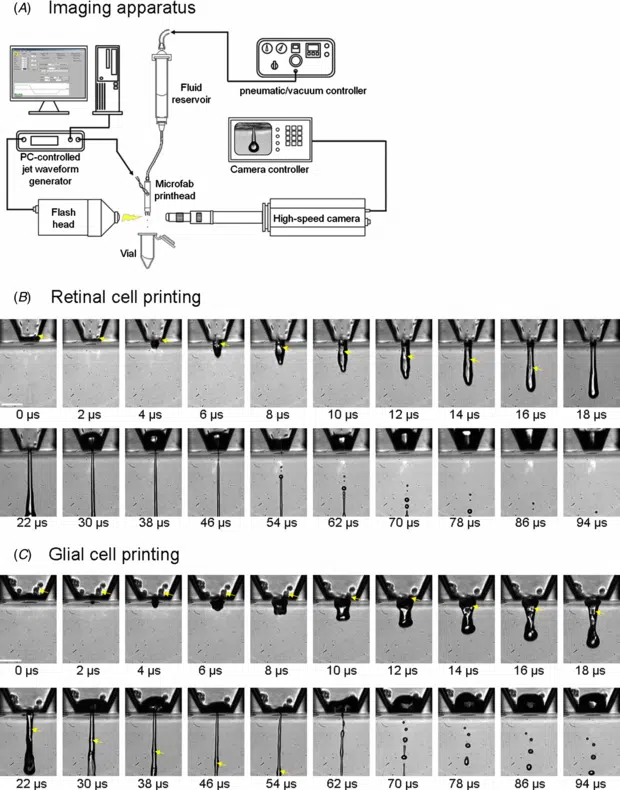 (A) Imaging apparatus
Fluid
reservoir
pneumatic/vacuum controller
PC-controlled
jet waveform
generator
Camera controller
Microfab
printhead
Flash
head
High-speed camera
Vial
(B) Retinal cell printing
0 µs 2 µs 4 µs 6 µs 8 µs 10 µs 12 µs 14 µs 16 µs 18 µs
22 µs 30 µs 38 µs 46 µs 54 µs 62 µs 70 µs 78 µs 86 µs 94 µs
(C) Glial cell printing
0 µs 2 µs 4 µs 6 µs 8 µs 10 µs 12 µs 14 µs 16 µs 18 µs
22 µs 30 µs 38 µs 46 µs 54 µs 62 µs 70 µs 78 µs 86 µs 94 µs